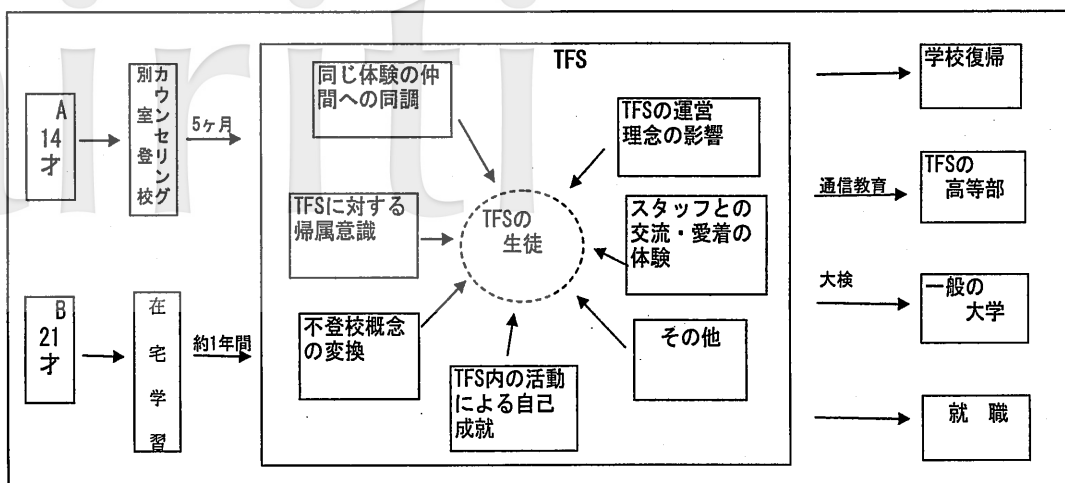 A
14
才
別室登校
カウンセリング
5ヶ月
B
21
才
在宅学習
約1年間
TFS
同じ体験の仲
間への同調
TFSの運営
理念の影響
TFSに対する
帰属意識
TFSの
生徒
スタッフとの
交流・愛着の
体験
不登校概念
の変換
TFS内の活動
による自己
成就
その他
学校復帰
通信教育
TFSの
高等部
大検
一般の
大学
就 職